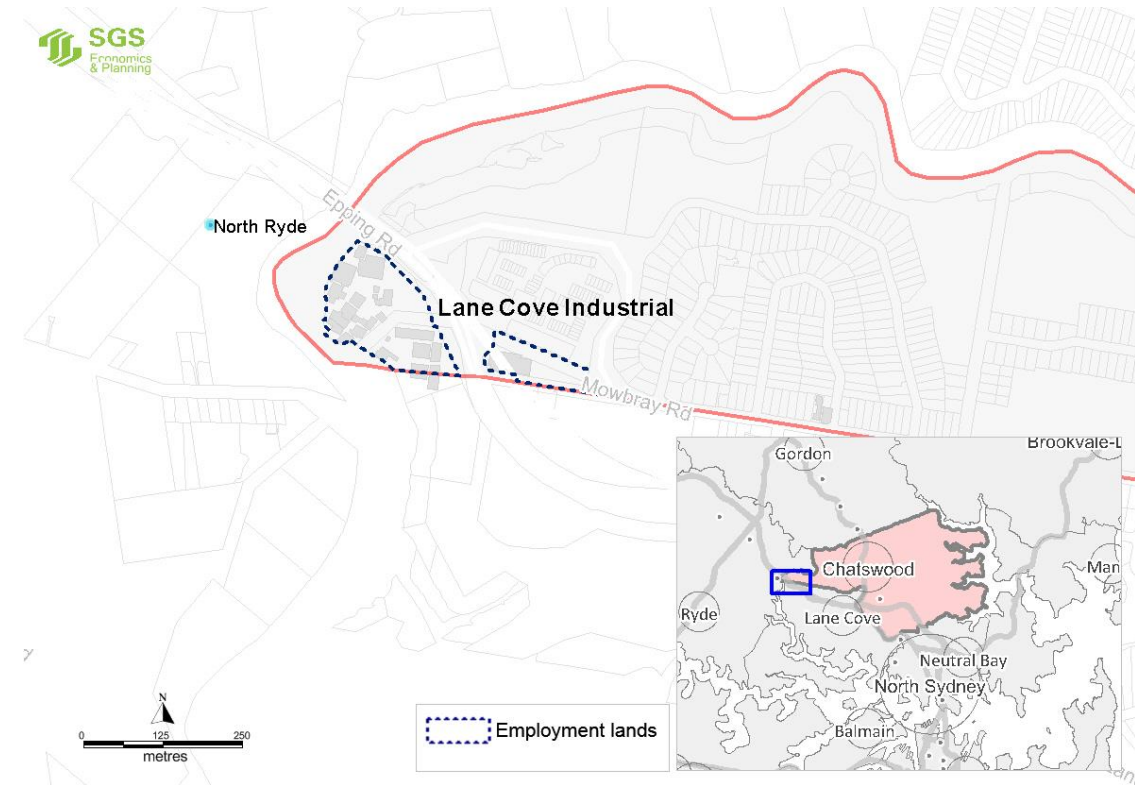 SGS
Economics
& Planning
Epping Rd
North Ryde
Lane Cove Industrial
Mowbray Rd
Gordon
Brookvale-L
Chatswood
Man
Ryde
Lane Cove
Neutral Bay
North Sydney
Balmain
N
0 125 250
metres
Employment lands